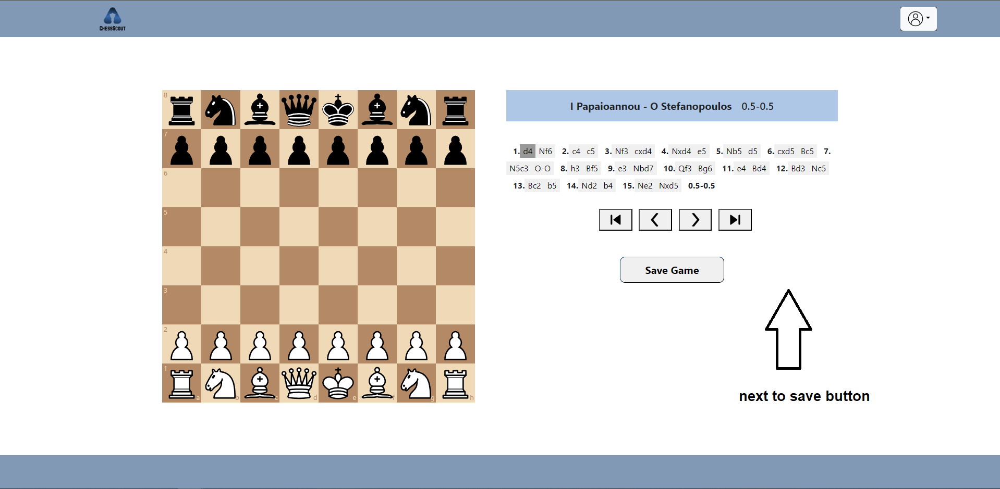 CHESSSCOUT
8
7
6
5
4
3
2
1
a b c d e f g h
I Papaioannou - O Stefanopoulos 0.5-0.5
1. d4 Nf6 2. c4 c5 3. Nf3 cxd4 4. Nxd4 e5 5. Nb5 d5 6. cxd5 Bc5 7.
N5c3 O-O 8. h3 Bf5 9. e3 Nbd7 10. Qf3 Bg6 11. e4 Bd4 12. Bd3 Nc5
13. Bc2 b5 14. Nd2 b4 15. Ne2 Nxd5 0.5-0.5
Save Game
next to save button